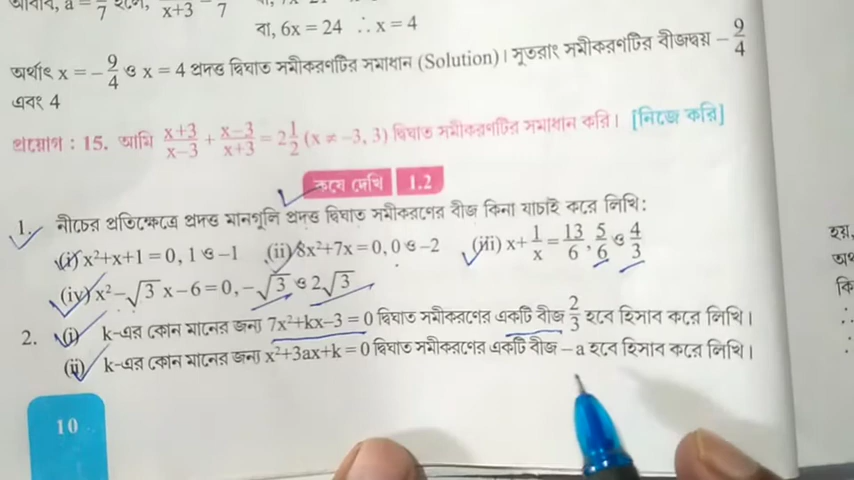 x+3 7
বা, 6x = 24 ∴ x = 4
অর্থাৎ x = −9/4 ও x = 4 প্রদত্ত দ্বিঘাত সমীকরণটির সমাধান (Solution)। সুতরাং সমীকরণটির বীজদ্বয় −9/4
এবং 4
প্রয়োগ : 15. আমি x+3/x−3 + x−3/x+3 = 2 1/2 (x ≠ −3, 3) দ্বিঘাত সমীকরণটির সমাধান করি। [নিজে করি]
কষে দেখি 1.2
1. নীচের প্রতিক্ষেত্রে প্রদত্ত মানগুলি প্রদত্ত দ্বিঘাত সমীকরণের বীজ কিনা যাচাই করে লিখি:
(i) x²+x+1 = 0, 1 ও −1 (ii) 8x²+7x = 0, 0 ও −2 (iii) x+1/x = 13/6, 5/6 ও 4/3
(iv) x²−√3 x−6 = 0, −√3 ও 2√3
2. (i) k-এর কোন মানের জন্য 7x²+kx−3 = 0 দ্বিঘাত সমীকরণের একটি বীজ 2/3 হবে হিসাব করে লিখি।
(ii) k-এর কোন মানের জন্য x²+3ax+k = 0 দ্বিঘাত সমীকরণের একটি বীজ −a হবে হিসাব করে লিখি।
10